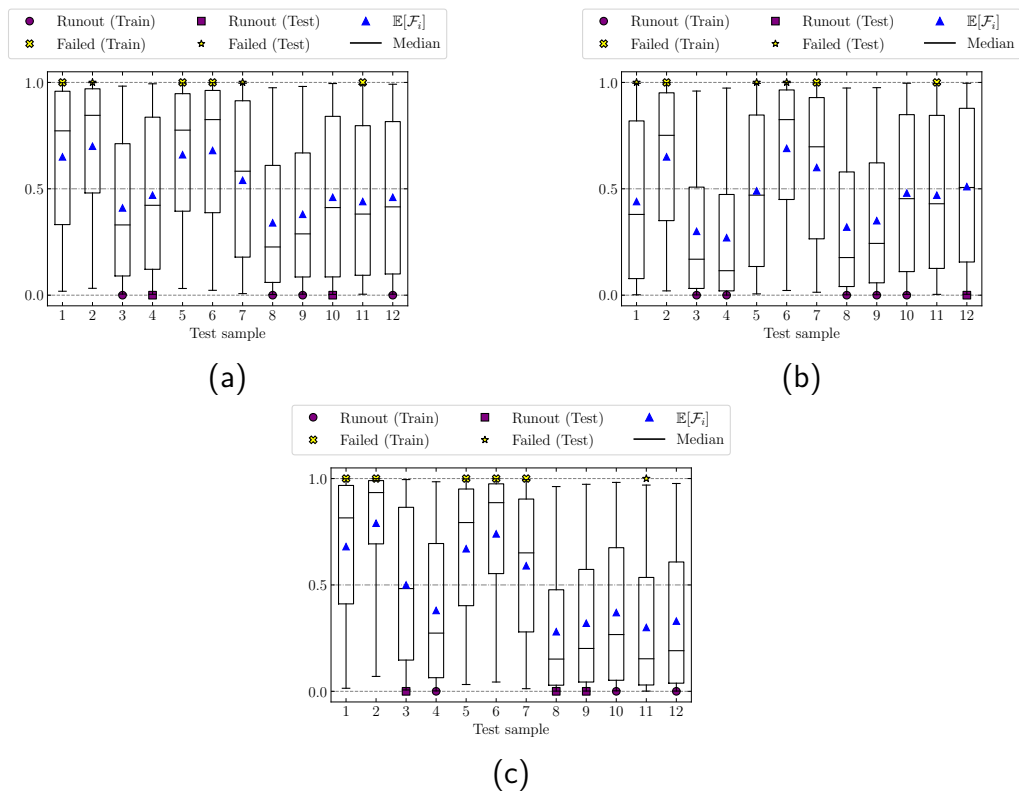 Runout (Train) Runout (Test) 𝔼[ℱᵢ]
Failed (Train) Failed (Test) Median
1.0
0.5
0.0
1 2 3 4 5 6 7 8 9 10 11 12
Test sample
(a)
Runout (Train) Runout (Test) 𝔼[ℱᵢ]
Failed (Train) Failed (Test) Median
1.0
0.5
0.0
1 2 3 4 5 6 7 8 9 10 11 12
Test sample
(b)
Runout (Train) Runout (Test) 𝔼[ℱᵢ]
Failed (Train) Failed (Test) Median
1.0
0.5
0.0
1 2 3 4 5 6 7 8 9 10 11 12
Test sample
(c)